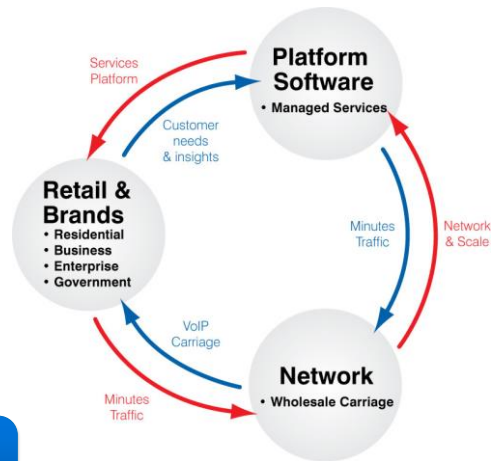 Platform
Software
• Managed Services
Services
Platform
Customer
needs
& insights
Retail &
Brands
• Residential
• Business
• Enterprise
• Government
Minutes
Traffic
Network
& Scale
VoIP
Carriage
Minutes
Traffic
Network
• Wholesale Carriage